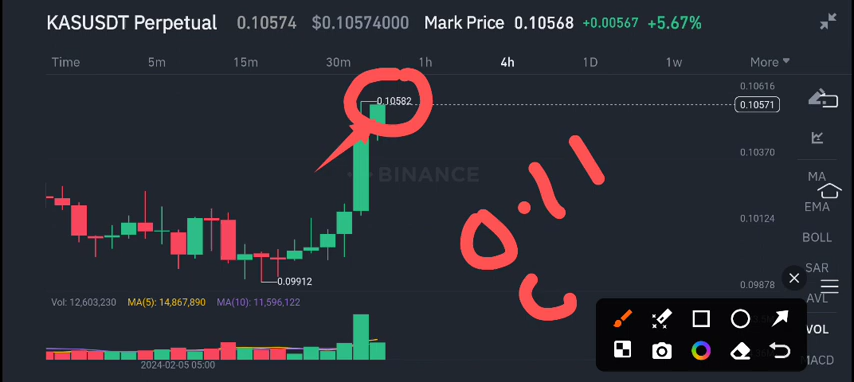 KASUSDT Perpetual 0.10574 $0.10574000 Mark Price 0.10568 +0.00567 +5.67%
Time 5m 15m 30m 1h 4h 1D 1w More
0.10616
0.10582
0.10571
0.10370
BINANCE
MA
EMA
0.11
0.10124
BOLL
SAR
0.09912
0.09878
AVL
Vol: 12,603,230 MA(5): 14,867,890 MA(10): 11,596,122
VOL
MACD
2024-02-05 05:00